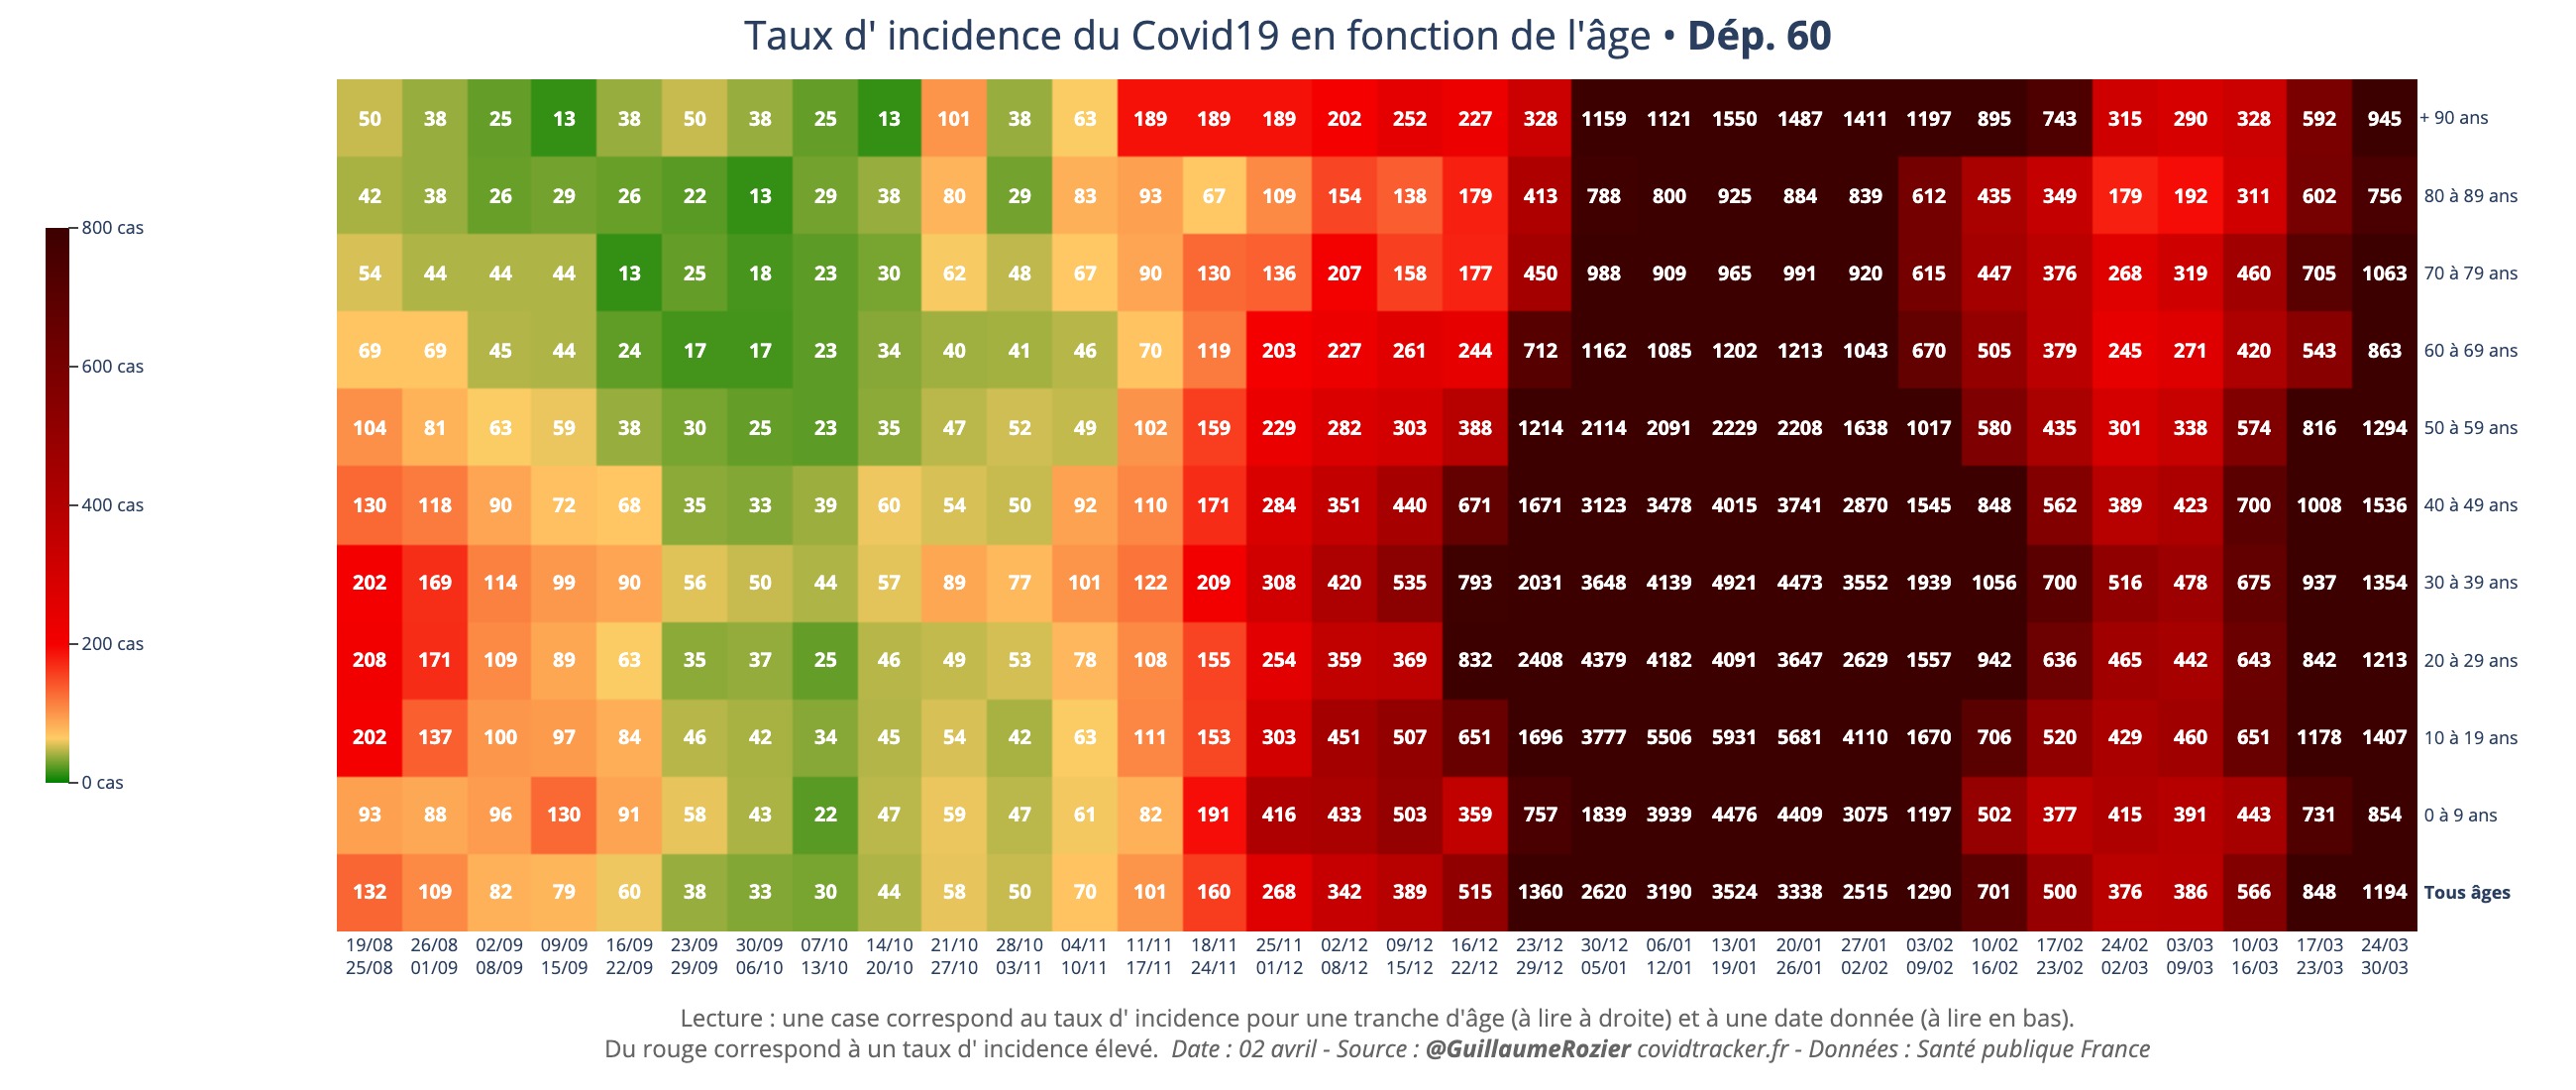 Taux d' incidence du Covid19 en fonction de l'âge • Dép. 60
50 38 25 13 38 50 38 25 13 101 38 63 189 189 189 202 252 227 328 1159 1121 1550 1487 1411 1197 895 743 315 290 328 592 945 + 90 ans
42 38 26 29 26 22 13 29 38 80 29 83 93 67 109 154 138 179 413 788 800 925 884 839 612 435 349 179 192 311 602 756 80 à 89 ans
800 cas
54 44 44 44 13 25 18 23 30 62 48 67 90 130 136 207 158 177 450 988 909 965 991 920 615 447 376 268 319 460 705 1063 70 à 79 ans
69 69 45 44 24 17 17 23 34 40 41 46 70 119 203 227 261 244 712 1162 1085 1202 1213 1043 670 505 379 245 271 420 543 863 60 à 69 ans
600 cas
104 81 63 59 38 30 25 23 35 47 52 49 102 159 229 282 303 388 1214 2114 2091 2229 2208 1638 1017 580 435 301 338 574 816 1294 50 à 59 ans
400 cas
130 118 90 72 68 35 33 39 60 54 50 92 110 171 284 351 440 671 1671 3123 3478 4015 3741 2870 1545 848 562 389 423 700 1008 1536 40 à 49 ans
202 169 114 99 90 56 50 44 57 89 77 101 122 209 308 420 535 793 2031 3648 4139 4921 4473 3552 1939 1056 700 516 478 675 937 1354 30 à 39 ans
200 cas
208 171 109 89 63 35 37 25 46 49 53 78 108 155 254 359 369 832 2408 4379 4182 4091 3647 2629 1557 942 636 465 442 643 842 1213 20 à 29 ans
202 137 100 97 84 46 42 34 45 54 42 63 111 153 303 451 507 651 1696 3777 5506 5931 5681 4110 1670 706 520 429 460 651 1178 1407 10 à 19 ans
0 cas
93 88 96 130 91 58 43 22 47 59 47 61 82 191 416 433 503 359 757 1839 3939 4476 4409 3075 1197 502 377 415 391 443 731 854 0 à 9 ans
132 109 82 79 60 38 33 30 44 58 50 70 101 160 268 342 389 515 1360 2620 3190 3524 3338 2515 1290 701 500 376 386 566 848 1194 Tous âges
19/08 26/08 02/09 09/09 16/09 23/09 30/09 07/10 14/10 21/10 28/10 04/11 11/11 18/11 25/11 02/12 09/12 16/12 23/12 30/12 06/01 13/01 20/01 27/01 03/02 10/02 17/02 24/02 03/03 10/03 17/03 24/03
25/08 01/09 08/09 15/09 22/09 29/09 06/10 13/10 20/10 27/10 03/11 10/11 17/11 24/11 01/12 08/12 15/12 22/12 29/12 05/01 12/01 19/01 26/01 02/02 09/02 16/02 23/02 02/03 09/03 16/03 23/03 30/03
Lecture : une case correspond au taux d' incidence pour une tranche d'âge (à lire à droite) et à une date donnée (à lire en bas).
Du rouge correspond à un taux d' incidence élevé. Date : 02 avril - Source : @GuillaumeRozier covidtracker.fr - Données : Santé publique France